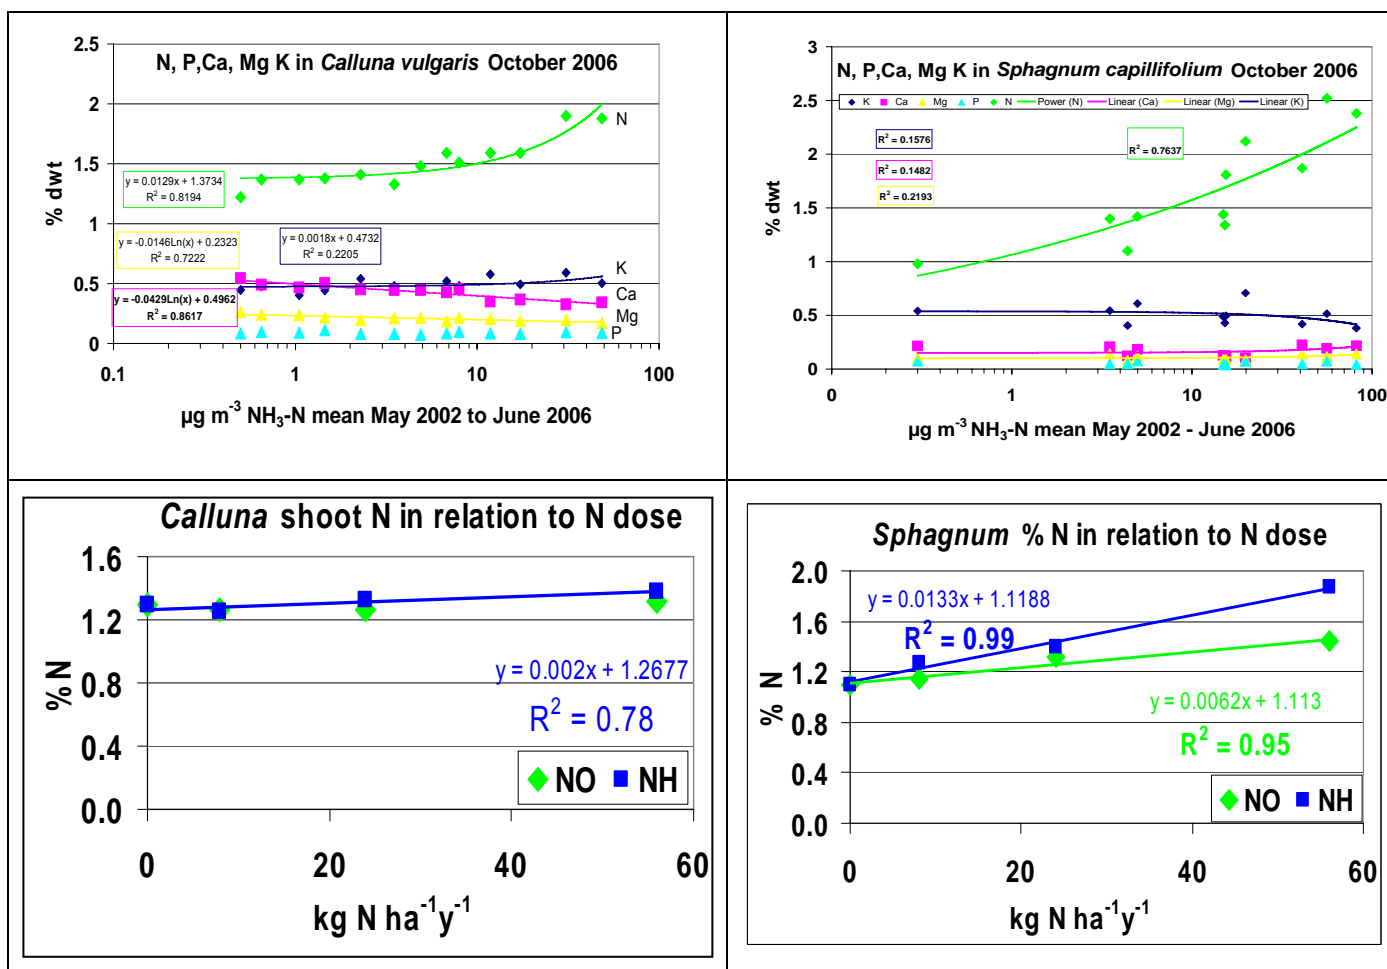 N, P,Ca, Mg K in Calluna vulgaris October 2006
2.5
2
1.5
1
0.5
0
% dwt
N
y = 0.0129x + 1.3734
R² = 0.8194
y = -0.0146Ln(x) + 0.2323
R² = 0.7222
y = 0.0018x + 0.4732
R² = 0.2205
y = -0.0429Ln(x) + 0.4962
R² = 0.8617
K
Ca
Mg
P
0.1 1 10 100
µg m⁻³ NH₃-N mean May 2002 to June 2006
N, P,Ca, Mg K in Sphagnum capillifolium October 2006
K Ca Mg P N Power (N) Linear (Ca) Linear (Mg) Linear (K)
3
2.5
2
1.5
1
0.5
0
% dwt
R² = 0.1576
R² = 0.7637
R² = 0.1482
R² = 0.2193
0 1 10 100
µg m⁻³ NH₃-N mean May 2002 - June 2006
Calluna shoot N in relation to N dose
1.6
1.2
0.8
0.4
0.0
% N
y = 0.002x + 1.2677
R² = 0.78
NO NH
0 20 40 60
kg N ha⁻¹y⁻¹
Sphagnum % N in relation to N dose
2.0
1.6
1.2
0.8
0.4
0.0
% N
y = 0.0133x + 1.1188
R² = 0.99
y = 0.0062x + 1.113
R² = 0.95
NO NH
0 20 40 60
kg N ha⁻¹y⁻¹